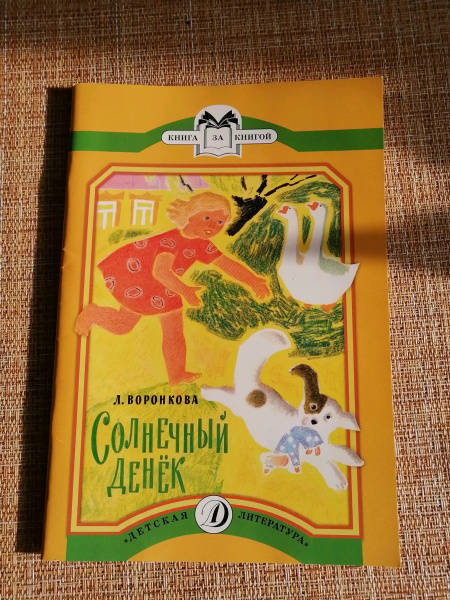 КНИГА ЗА КНИГОЙ
Л. ВОРОНКОВА
СОЛНЕЧНЫЙ
ДЕНЁК
«ДЕТСКАЯ Д ЛИТЕРАТУРА»